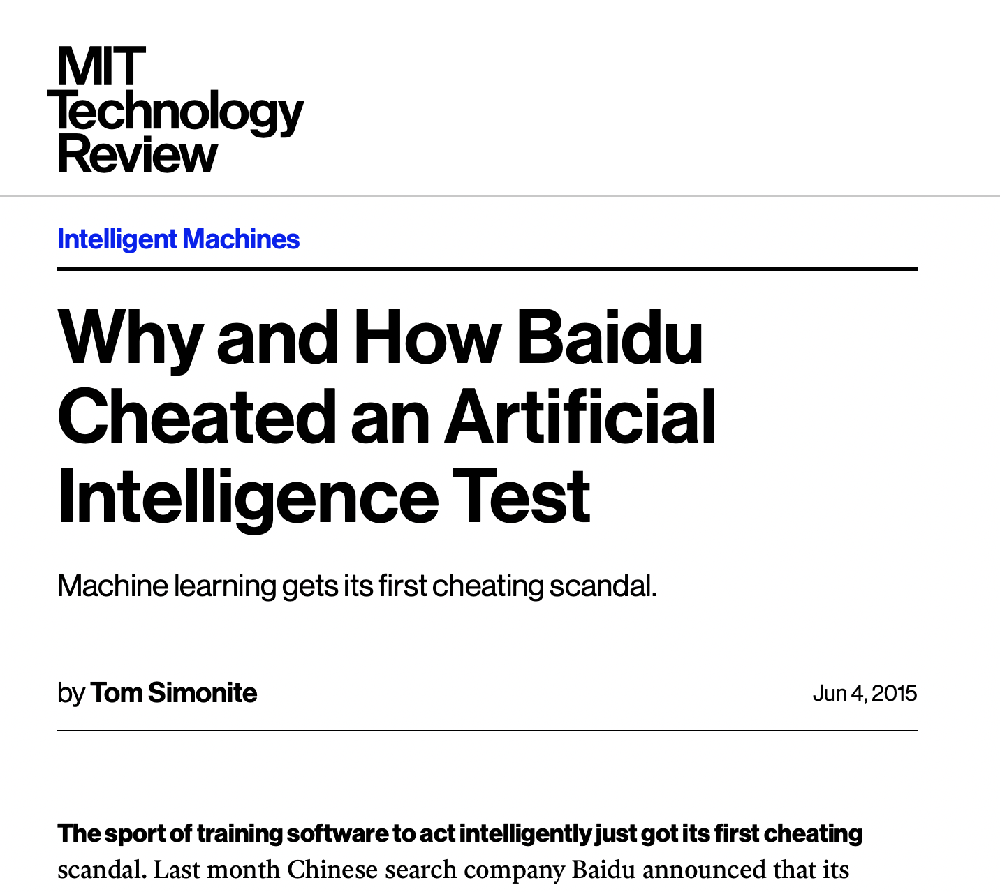 MIT
Technology
Review
Intelligent Machines
Why and How Baidu
Cheated an Artificial
Intelligence Test
Machine learning gets its first cheating scandal.
by Tom Simonite
Jun 4, 2015
The sport of training software to act intelligently just got its first cheating
scandal. Last month Chinese search company Baidu announced that its